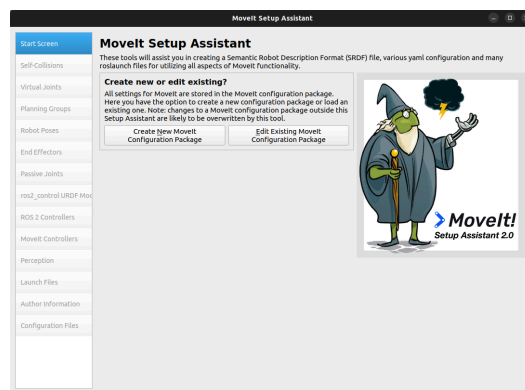 MoveIt Setup Assistant
Start Screen
Self-Collisions
Virtual Joints
Planning Groups
Robot Poses
End Effectors
Passive Joints
ros2_control URDF Mod
ROS 2 Controllers
MoveIt Controllers
Perception
Launch Files
Author Information
Configuration Files
MoveIt Setup Assistant
These tools will assist you in creating a Semantic Robot Description Format (SRDF) file, various yaml configuration and many
roslaunch files for utilizing all aspects of MoveIt functionality.
Create new or edit existing?
All settings for MoveIt are stored in the MoveIt configuration package.
Here you have the option to create a new configuration package or load an
existing one. Note: changes to a MoveIt configuration package outside this
Setup Assistant are likely to be overwritten by this tool.
Create New MoveIt
Configuration Package
Edit Existing MoveIt
Configuration Package
MoveIt!
Setup Assistant 2.0